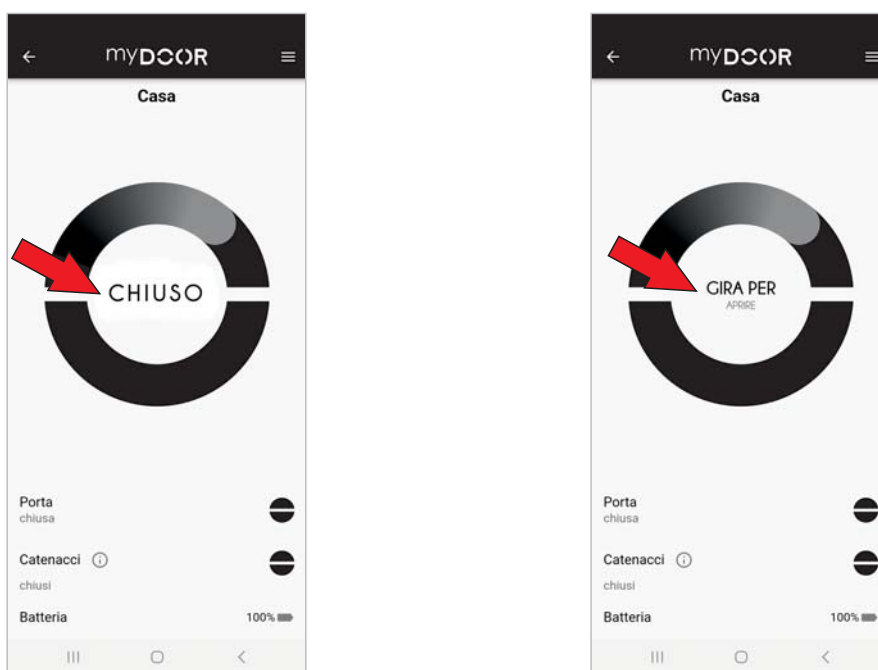 myDOOR
Casa
CHIUSO
Porta
chiusa
Catenacci
chiusi
Batteria 100%
myDOOR
Casa
GIRA PER
APRIRE
Porta
chiusa
Catenacci
chiusi
Batteria 100%